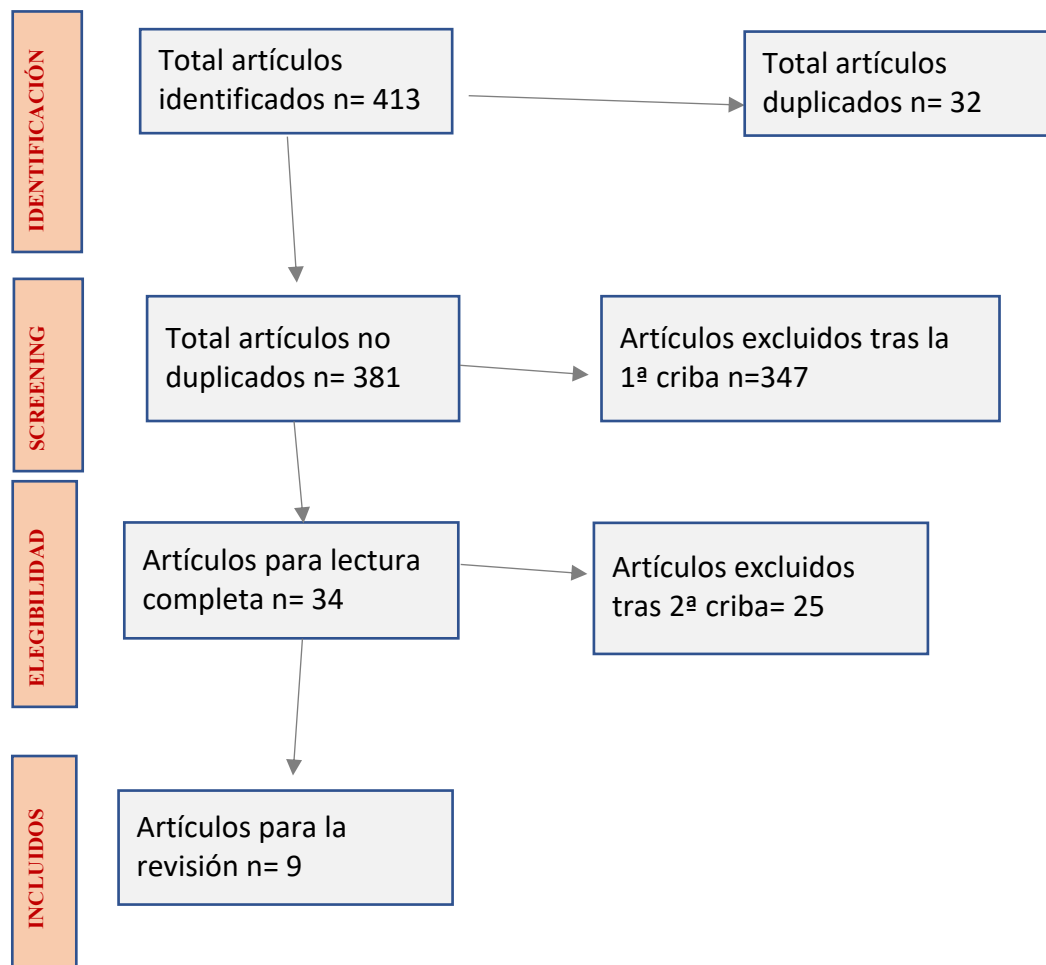 IDENTIFICACIÓN
Total artículos
identificados n= 413
Total artículos
duplicados n= 32
SCREENING
Total artículos no
duplicados n= 381
Artículos excluidos tras la
1ª criba n=347
ELEGIBILIDAD
Artículos para lectura
completa n= 34
Artículos excluidos
tras 2ª criba= 25
INCLUIDOS
Artículos para la
revisión n= 9